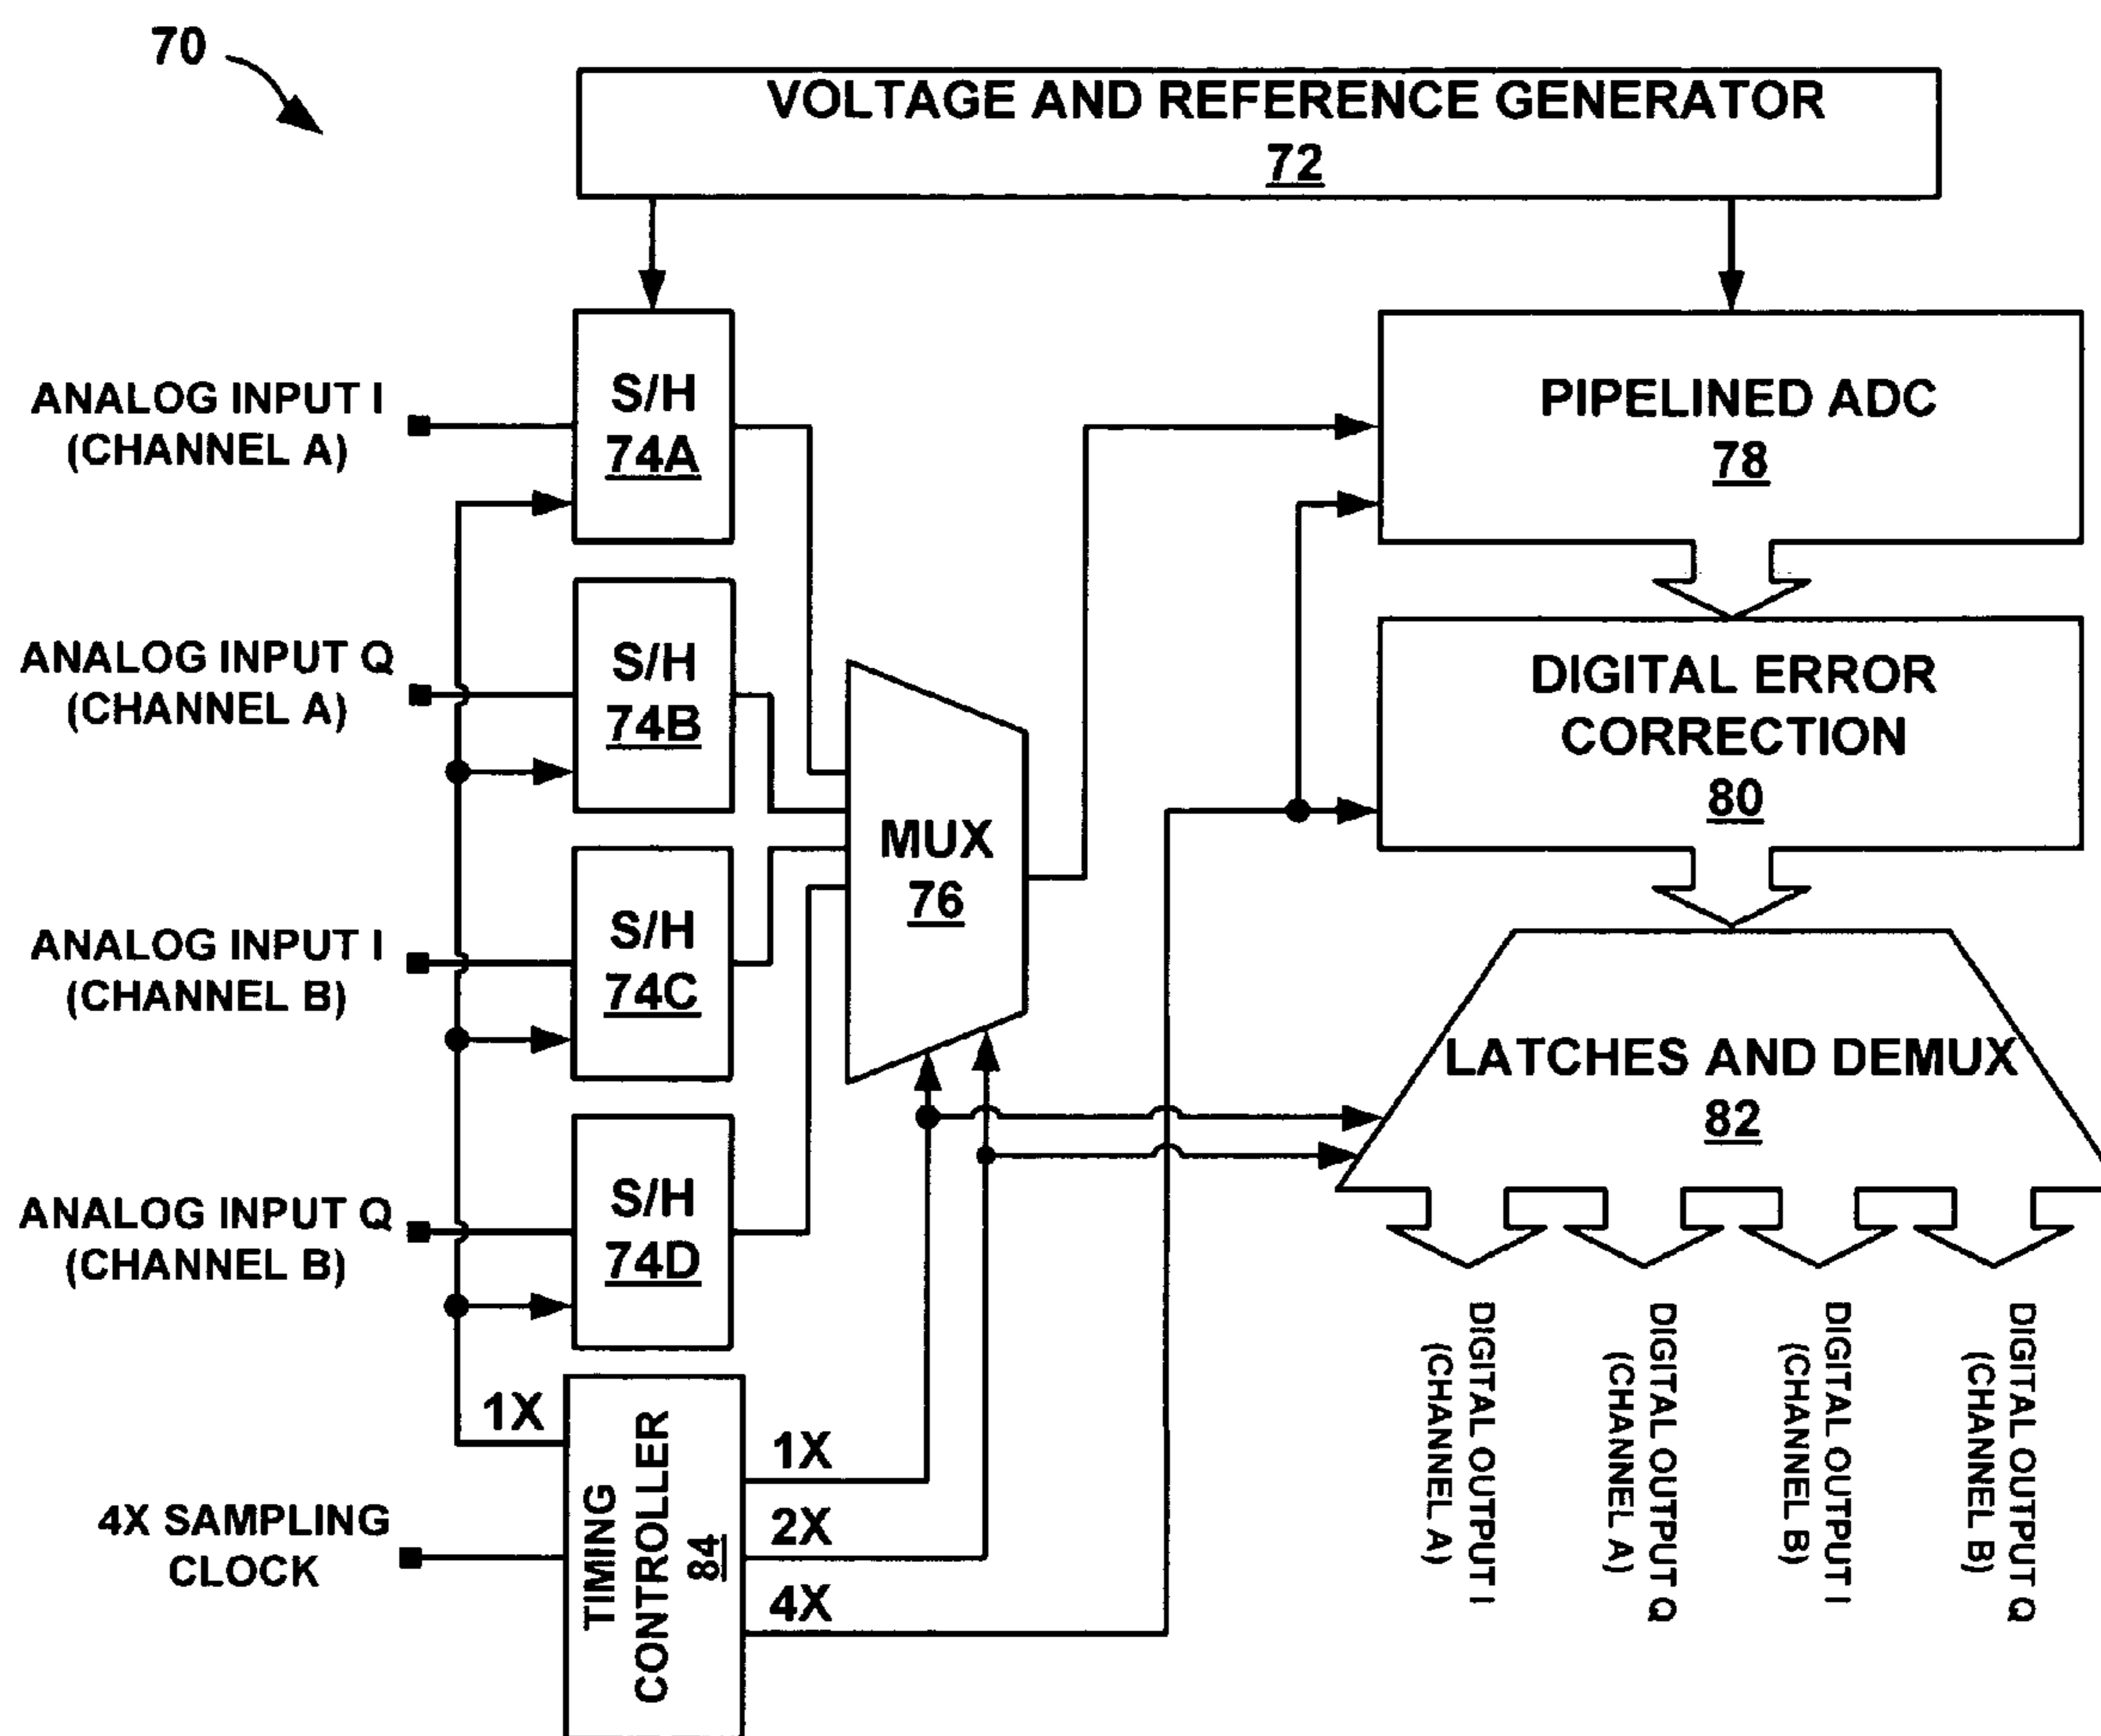 70
VOLTAGE AND REFERENCE GENERATOR
72
ANALOG INPUT I
(CHANNEL A)
S/H
74A
PIPELINED ADC
78
ANALOG INPUT Q
(CHANNEL A)
S/H
74B
DIGITAL ERROR
CORRECTION
80
MUX
76
ANALOG INPUT I
(CHANNEL B)
S/H
74C
LATCHES AND DEMUX
82
ANALOG INPUT Q
(CHANNEL B)
S/H
74D
1X
4X SAMPLING
CLOCK
TIMING
CONTROLLER
84
1X
2X
4X
DIGITAL OUTPUT I
(CHANNEL A)
DIGITAL OUTPUT Q
(CHANNEL A)
DIGITAL OUTPUT I
(CHANNEL B)
DIGITAL OUTPUT Q
(CHANNEL B)